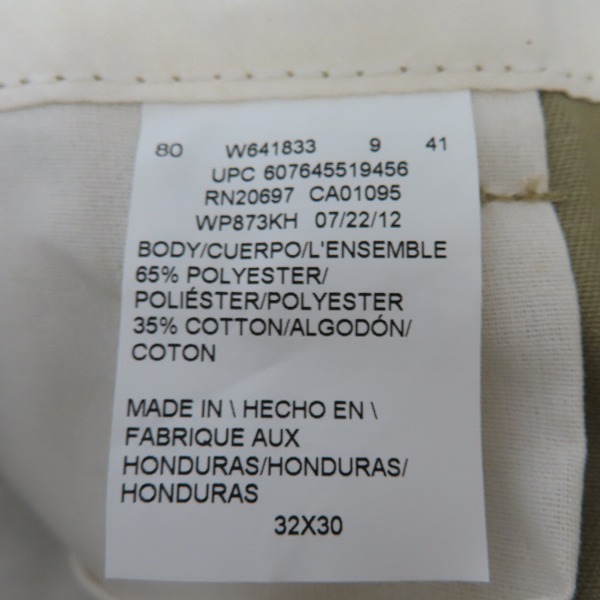 80 W641833 9 41
UPC 607645519456
RN20697 CA01095
WP873KH 07/22/12
BODY/CUERPO/L'ENSEMBLE
65% POLYESTER/
POLIÉSTER/POLYESTER
35% COTTON/ALGODÓN/
COTON
MADE IN \ HECHO EN \
FABRIQUE AUX
HONDURAS/HONDURAS/
HONDURAS
32X30